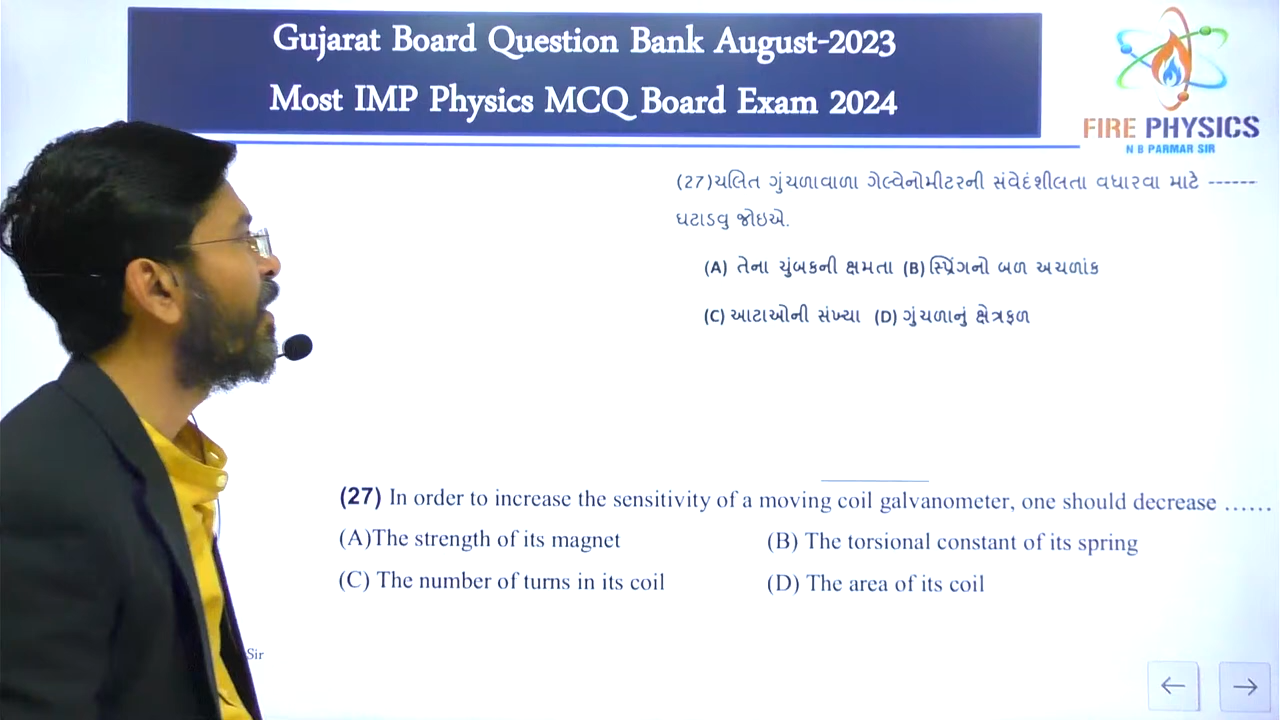 Gujarat Board Question Bank August-2023
Most IMP Physics MCQ Board Exam 2024
FIRE PHYSICS
N B PARMAR SIR
(27)ચલિત ગુંચળાવાળા ગેલ્વેનોમીટરની સંવેદંશીલતા વધારવા માટે ------
ઘટાડવુ જોઇએ.
(A) તેના ચુંબકની ક્ષમતા (B) સ્પ્રિંગનો બળ અચળાંક
(C) આટાઓની સંખ્યા (D) ગુંચળાનું ક્ષેત્રફળ
(27) In order to increase the sensitivity of a moving coil galvanometer, one should decrease ......
(A)The strength of its magnet (B) The torsional constant of its spring
(C) The number of turns in its coil (D) The area of its coil
Sir